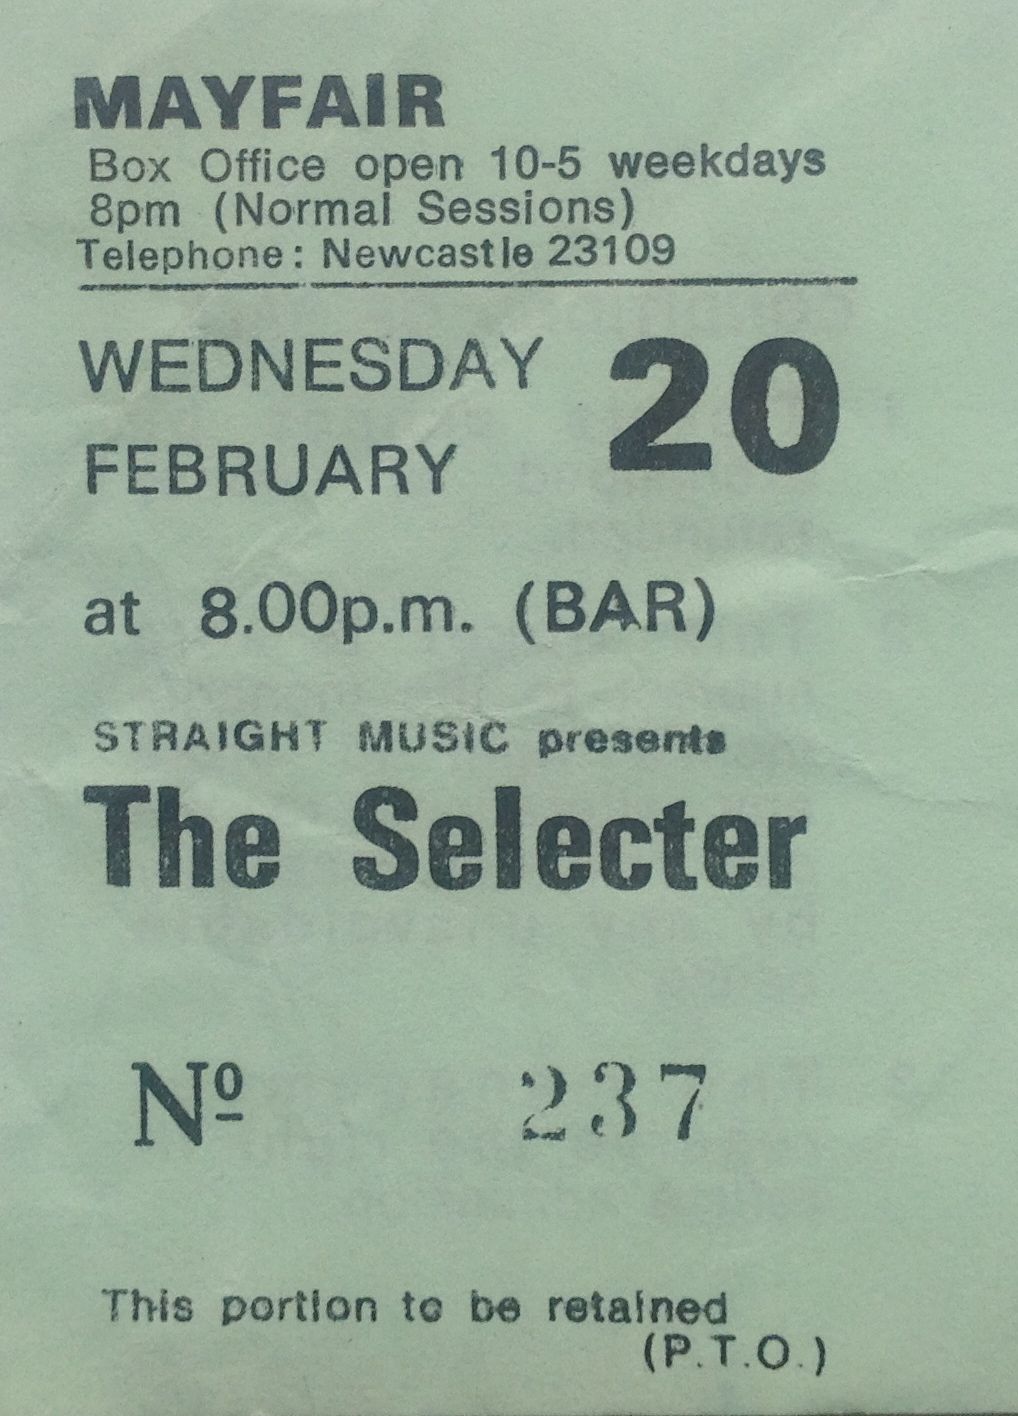 MAYFAIR
Box Office open 10-5 weekdays
8pm (Normal Sessions)
Telephone: Newcastle 23109
WEDNESDAY 20
FEBRUARY
at 8.00p.m. (BAR)
STRAIGHT MUSIC presents
The Selecter
Nº 237
This portion to be retained
(P.T.O.)